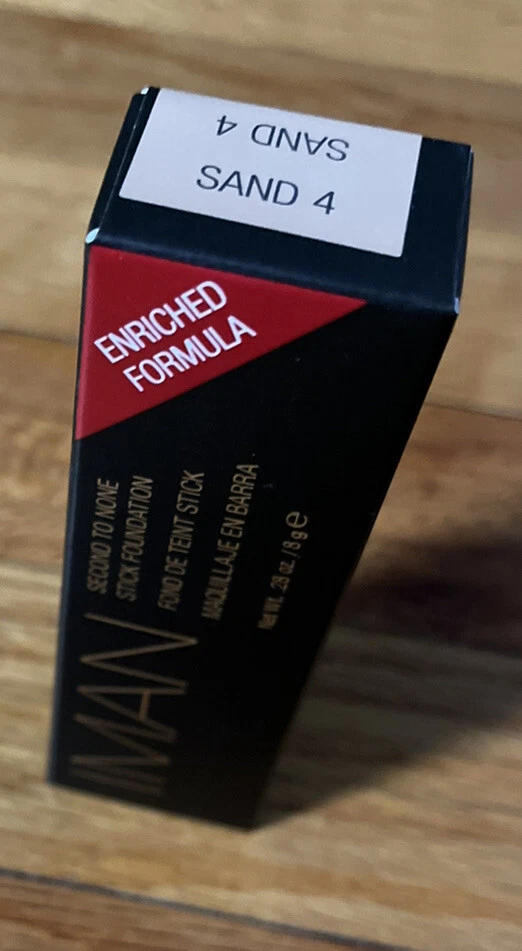 SAND 4
SAND 4
ENRICHED
FORMULA
IMAN
SECOND TO NONE
STICK FOUNDATION
FOND DE TEINT STICK
MAQUILLAJE EN BARRA
Net Wt. .28 oz. / 8 g e